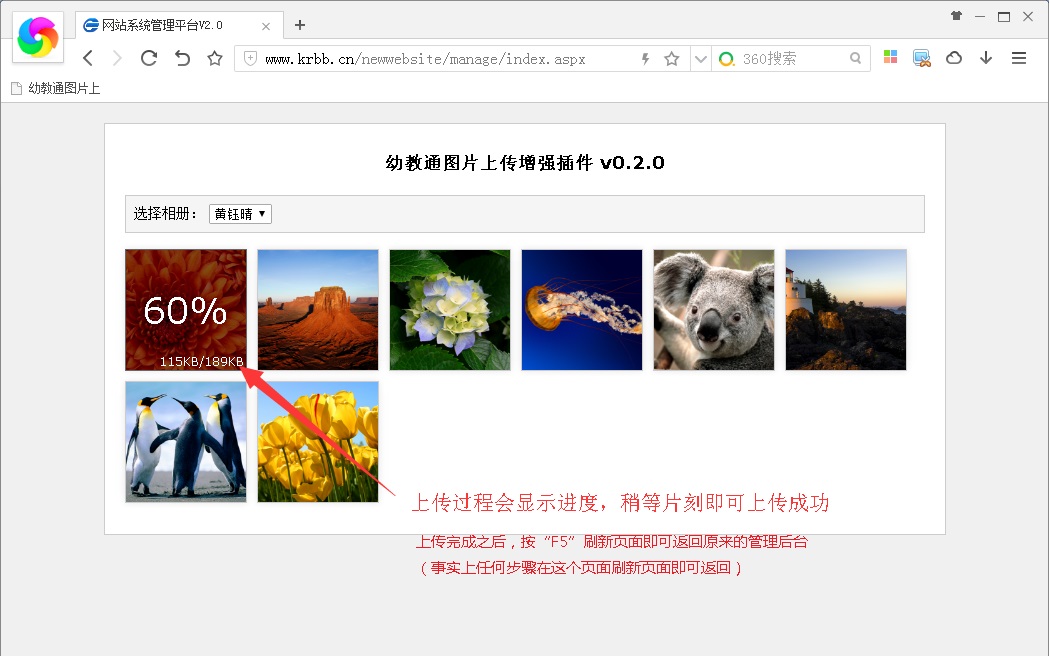 网站系统管理平台V2.0
www.krbb.cn/newwebsite/manage/index.aspx
360搜索
幼教通图片上
幼教通图片上传增强插件 v0.2.0
选择相册： 黄钰晴
60%
115KB/189KB
上传过程会显示进度，稍等片刻即可上传成功
上传完成之后，按“F5”刷新页面即可返回原来的管理后台
（事实上任何步骤在这个页面刷新页面即可返回）